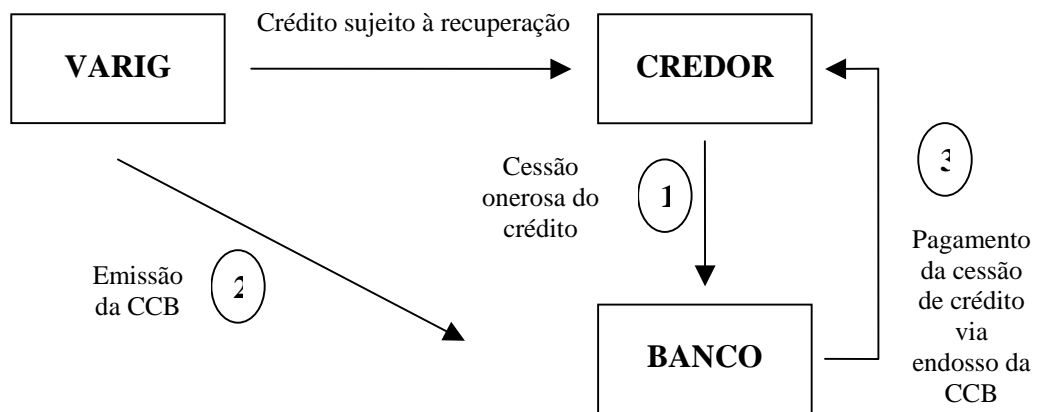 Crédito sujeito à recuperação
VARIG
CREDOR
Cessão
onerosa do
crédito
1
3
Emissão
da CCB
2
Pagamento
da cessão
de crédito
via
endosso da
CCB
BANCO